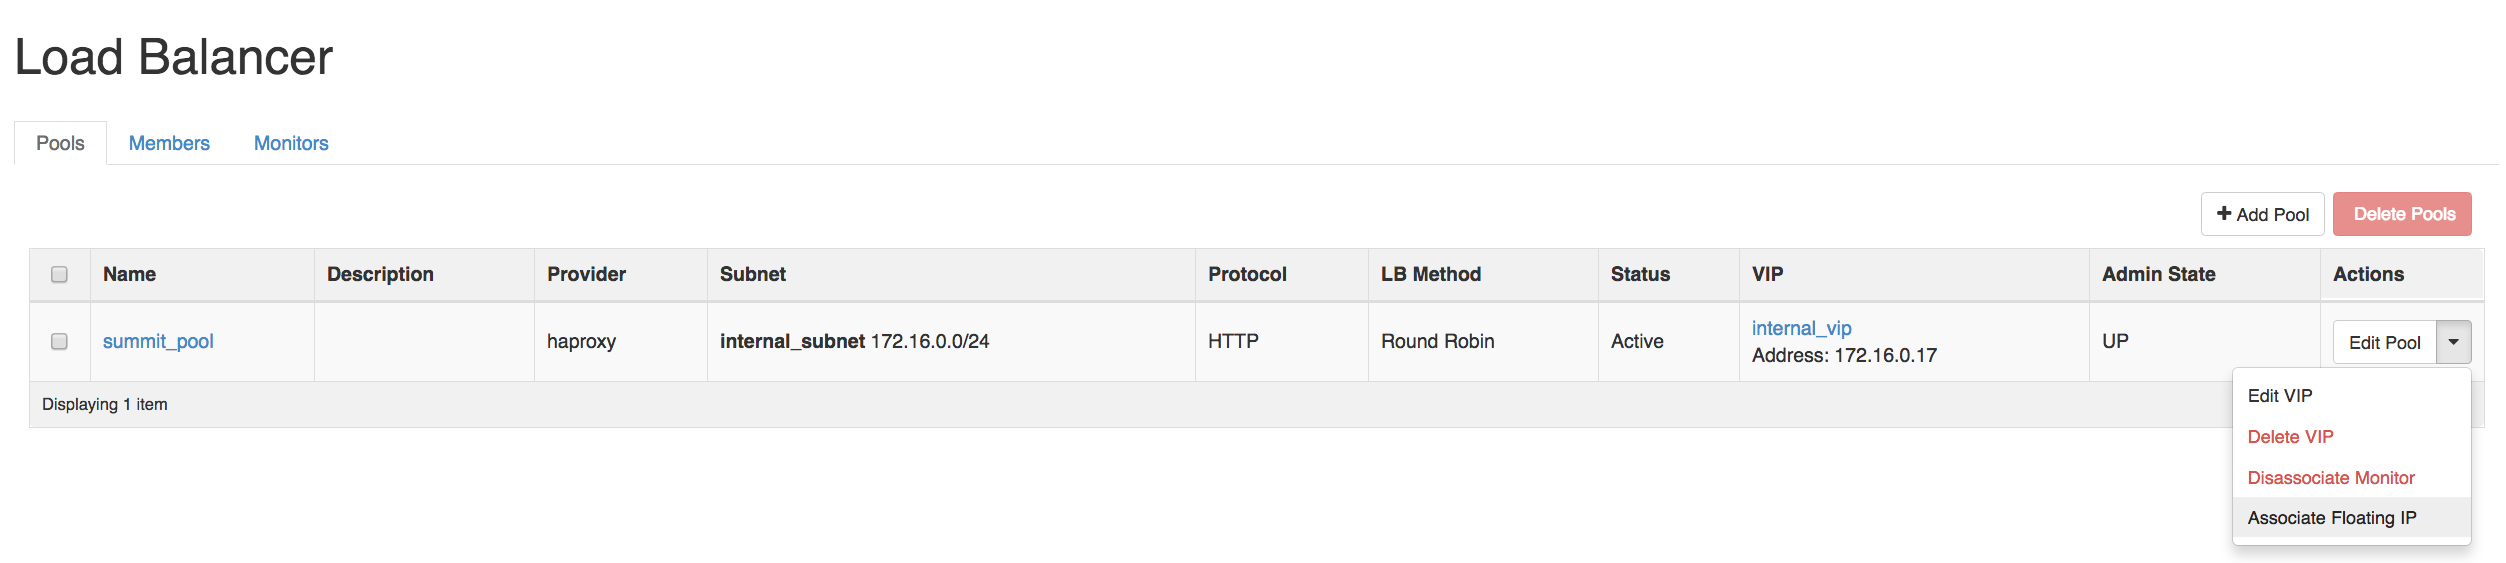 Load Balancer
Pools Members Monitors
Add Pool Delete Pools
Name Description Provider Subnet Protocol LB Method Status VIP Admin State Actions
summit_pool haproxy internal_subnet 172.16.0.0/24 HTTP Round Robin Active internal_vip UP Edit Pool
Address: 172.16.0.17
Displaying 1 item
Edit VIP
Delete VIP
Disassociate Monitor
Associate Floating IP